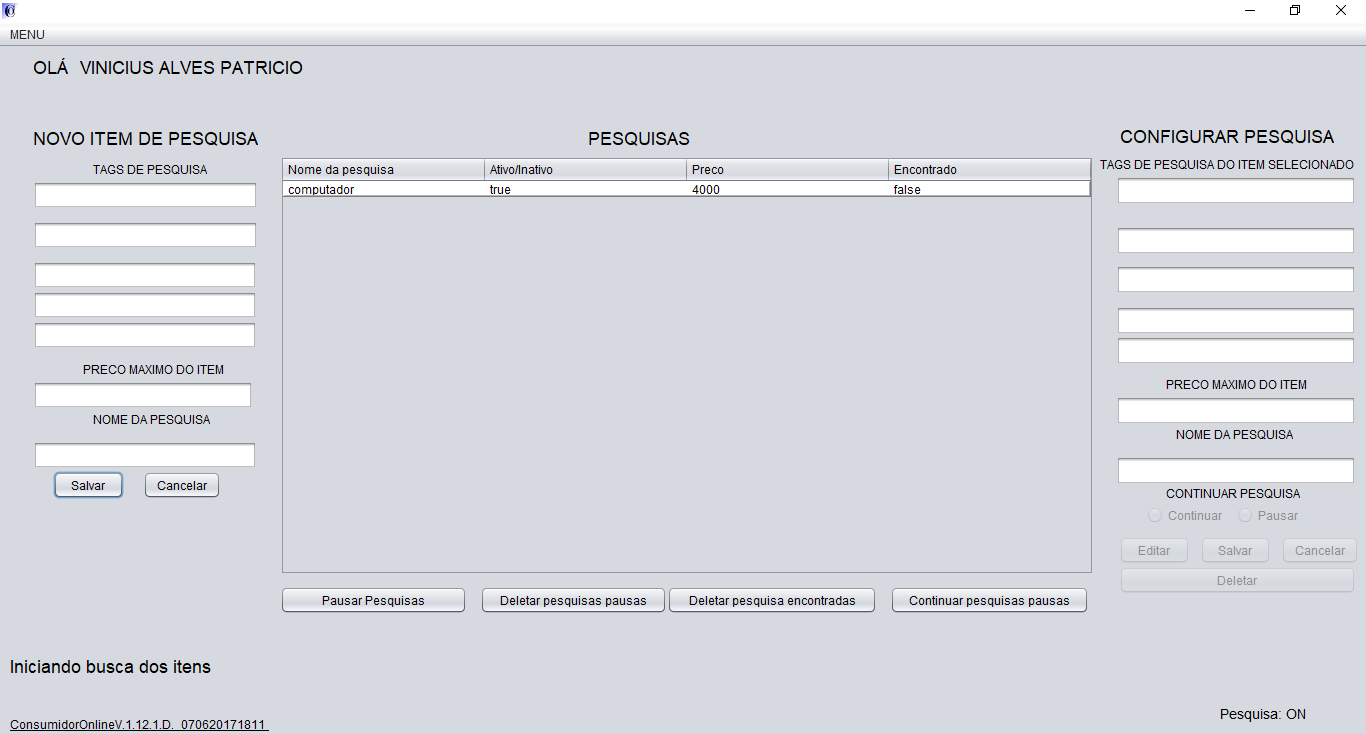 MENU
OLÁ VINICIUS ALVES PATRICIO
NOVO ITEM DE PESQUISA
TAGS DE PESQUISA
PRECO MAXIMO DO ITEM
NOME DA PESQUISA
Salvar Cancelar
PESQUISAS
Nome da pesquisa Ativo/Inativo Preco Encontrado
computador true 4000 false
Pausar Pesquisas Deletar pesquisas pausas Deletar pesquisa encontradas Continuar pesquisas pausas
CONFIGURAR PESQUISA
TAGS DE PESQUISA DO ITEM SELECIONADO
PRECO MAXIMO DO ITEM
NOME DA PESQUISA
CONTINUAR PESQUISA
Continuar Pausar
Editar Salvar Cancelar
Deletar
Iniciando busca dos itens
Pesquisa: ON
ConsumidorOnlineV.1.12.1.D._070620171811_